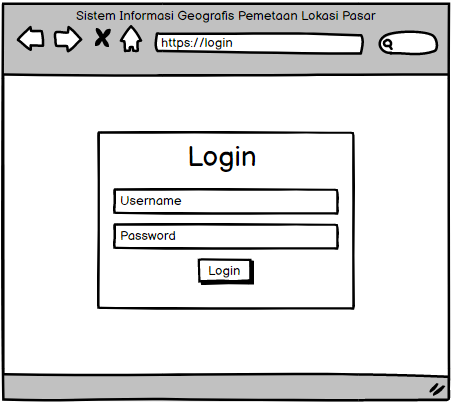 Sistem Informasi Geografis Pemetaan Lokasi Pasar
https://login
Login
Username
Password
Login